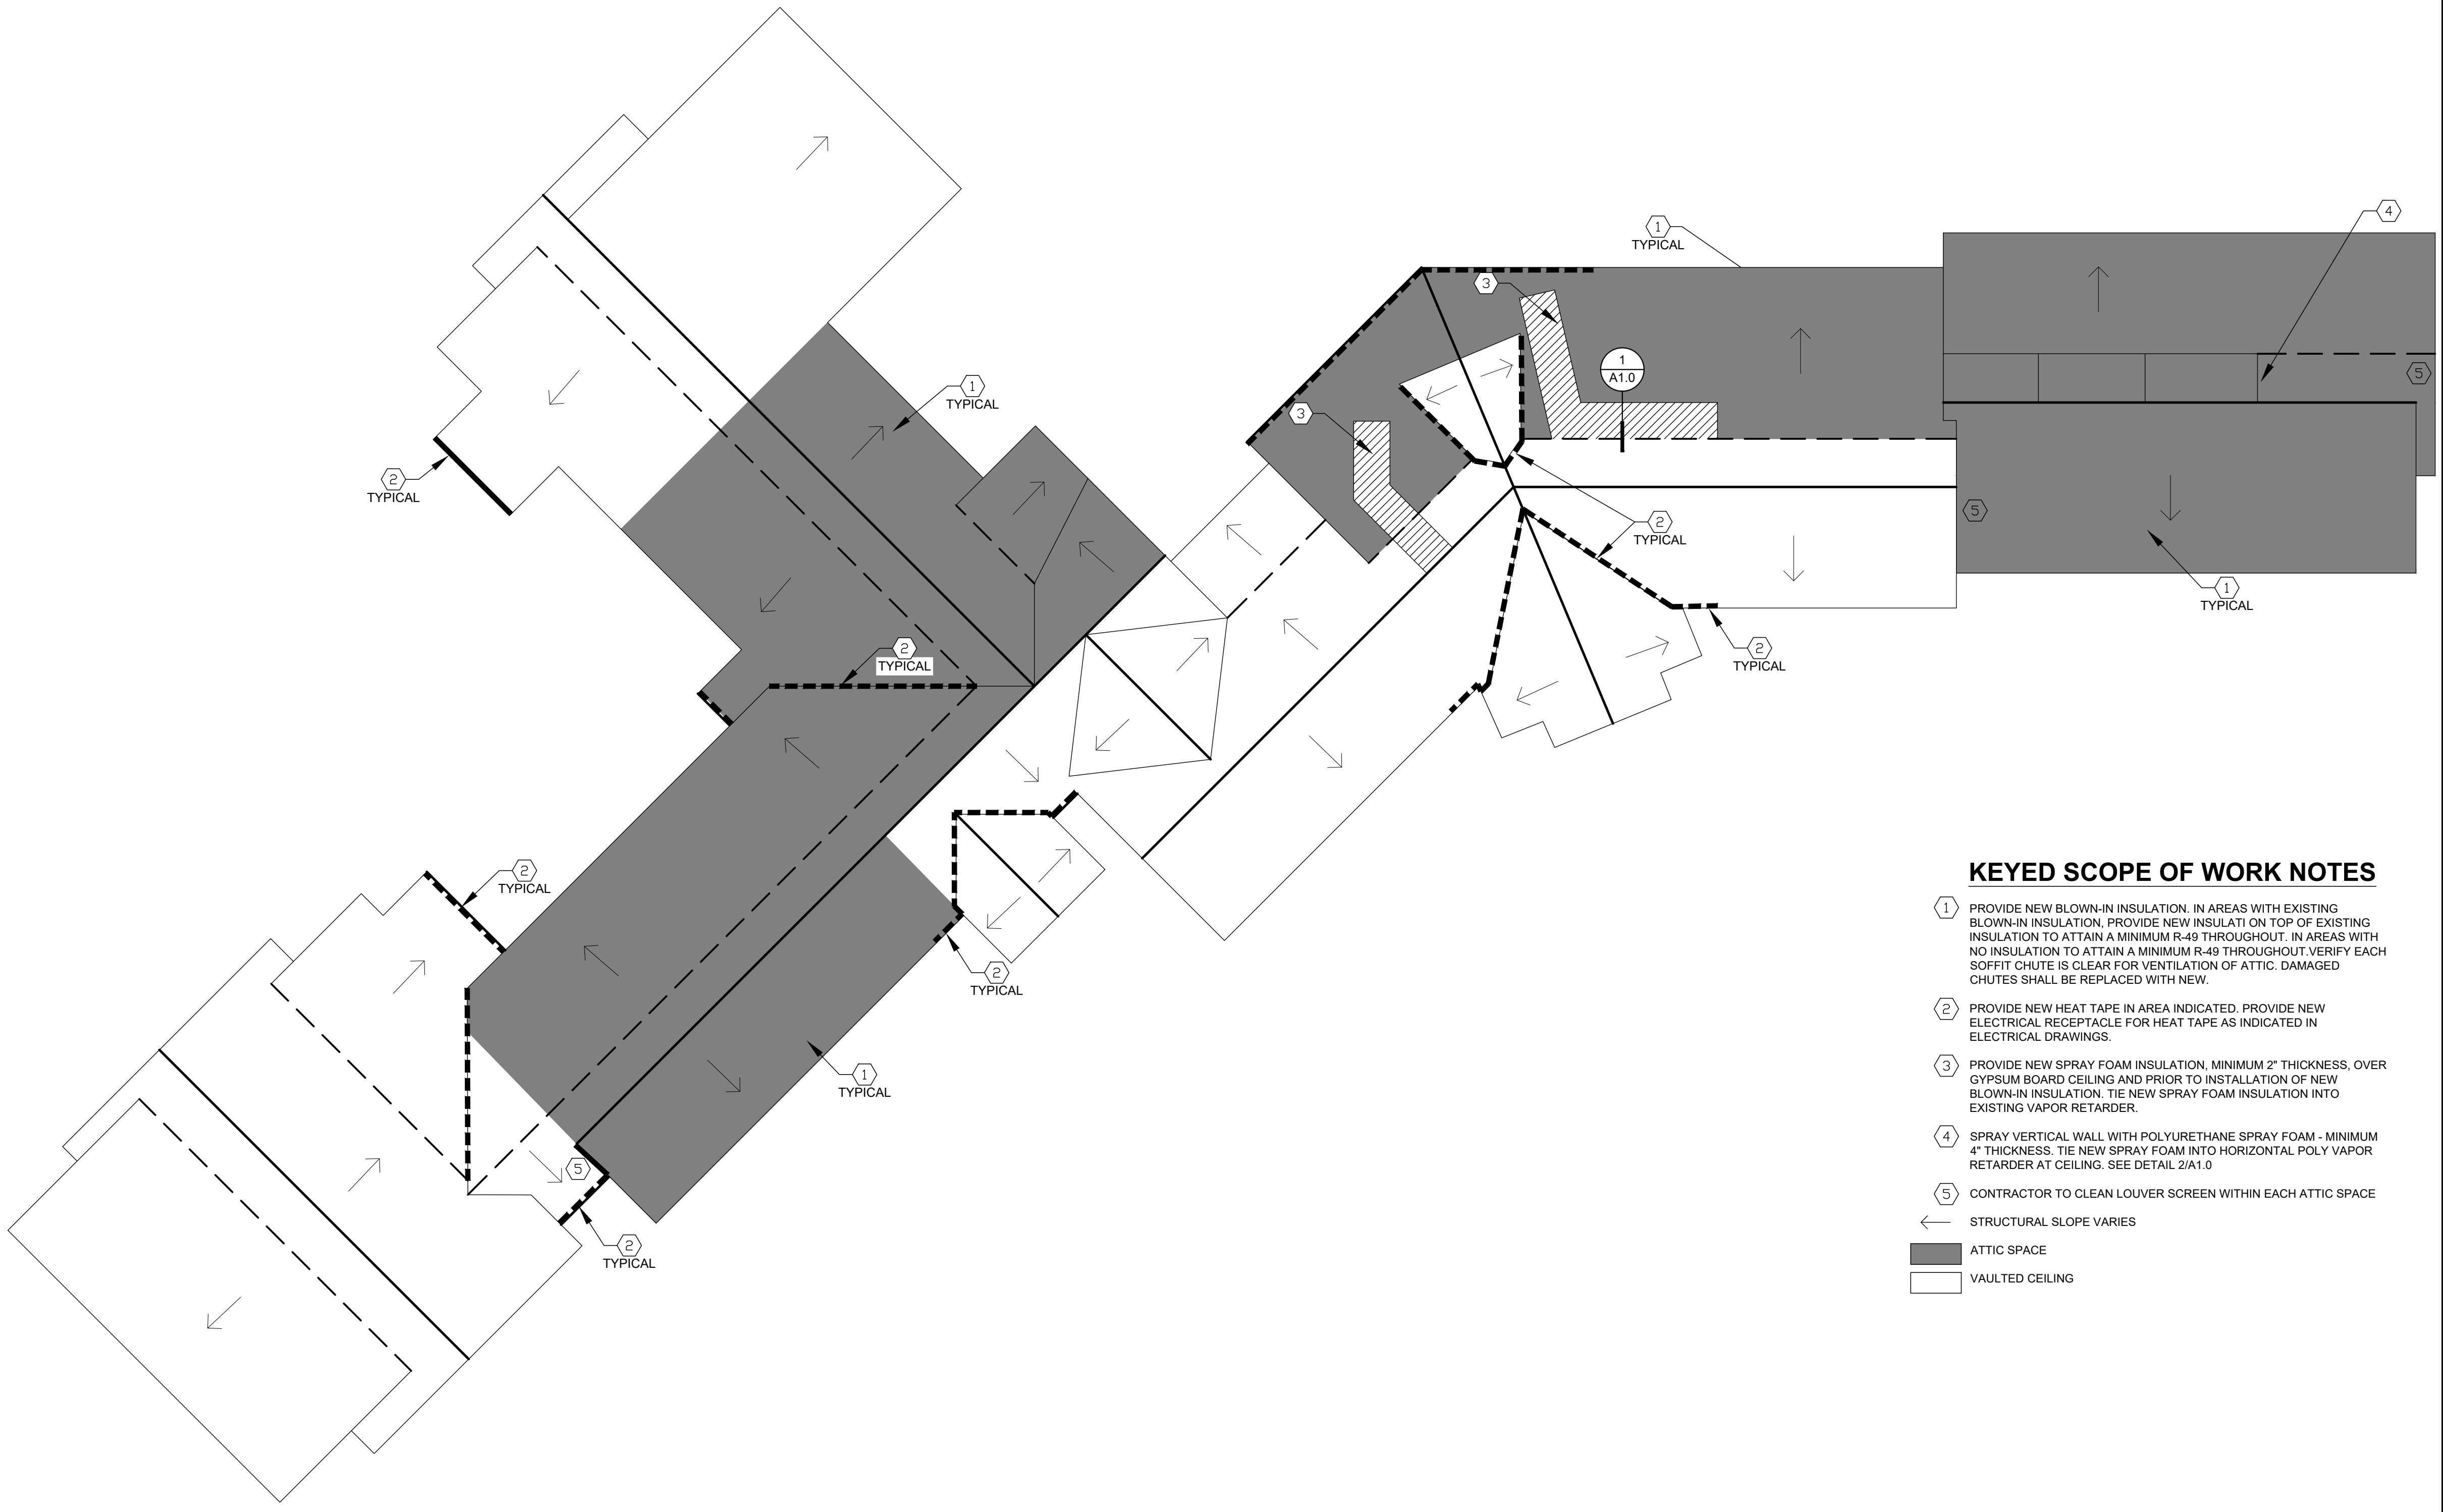 4
1
TYPICAL
3
1
A1.0
5
1
TYPICAL
3
2
TYPICAL
5
2
TYPICAL
1
TYPICAL
2
TYPICAL
2
TYPICAL
2
TYPICAL
2
TYPICAL
1
TYPICAL
5
2
TYPICAL
KEYED SCOPE OF WORK NOTES
1 PROVIDE NEW BLOWN-IN INSULATION. IN AREAS WITH EXISTING
BLOWN-IN INSULATION, PROVIDE NEW INSULATI ON TOP OF EXISTING
INSULATION TO ATTAIN A MINIMUM R-49 THROUGHOUT. IN AREAS WITH
NO INSULATION TO ATTAIN A MINIMUM R-49 THROUGHOUT.VERIFY EACH
SOFFIT CHUTE IS CLEAR FOR VENTILATION OF ATTIC. DAMAGED
CHUTES SHALL BE REPLACED WITH NEW.
2 PROVIDE NEW HEAT TAPE IN AREA INDICATED. PROVIDE NEW
ELECTRICAL RECEPTACLE FOR HEAT TAPE AS INDICATED IN
ELECTRICAL DRAWINGS.
3 PROVIDE NEW SPRAY FOAM INSULATION, MINIMUM 2" THICKNESS, OVER
GYPSUM BOARD CEILING AND PRIOR TO INSTALLATION OF NEW
BLOWN-IN INSULATION. TIE NEW SPRAY FOAM INSULATION INTO
EXISTING VAPOR RETARDER.
4 SPRAY VERTICAL WALL WITH POLYURETHANE SPRAY FOAM - MINIMUM
4" THICKNESS. TIE NEW SPRAY FOAM INTO HORIZONTAL POLY VAPOR
RETARDER AT CEILING. SEE DETAIL 2/A1.0
5 CONTRACTOR TO CLEAN LOUVER SCREEN WITHIN EACH ATTIC SPACE
STRUCTURAL SLOPE VARIES
ATTIC SPACE
VAULTED CEILING